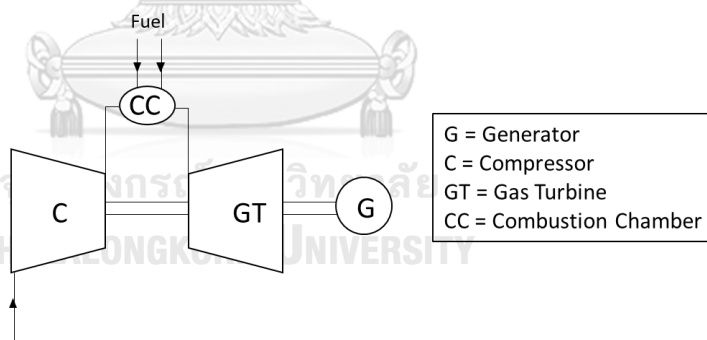 Fuel
CC
C
GT
G
G = Generator
C = Compressor
GT = Gas Turbine
CC = Combustion Chamber